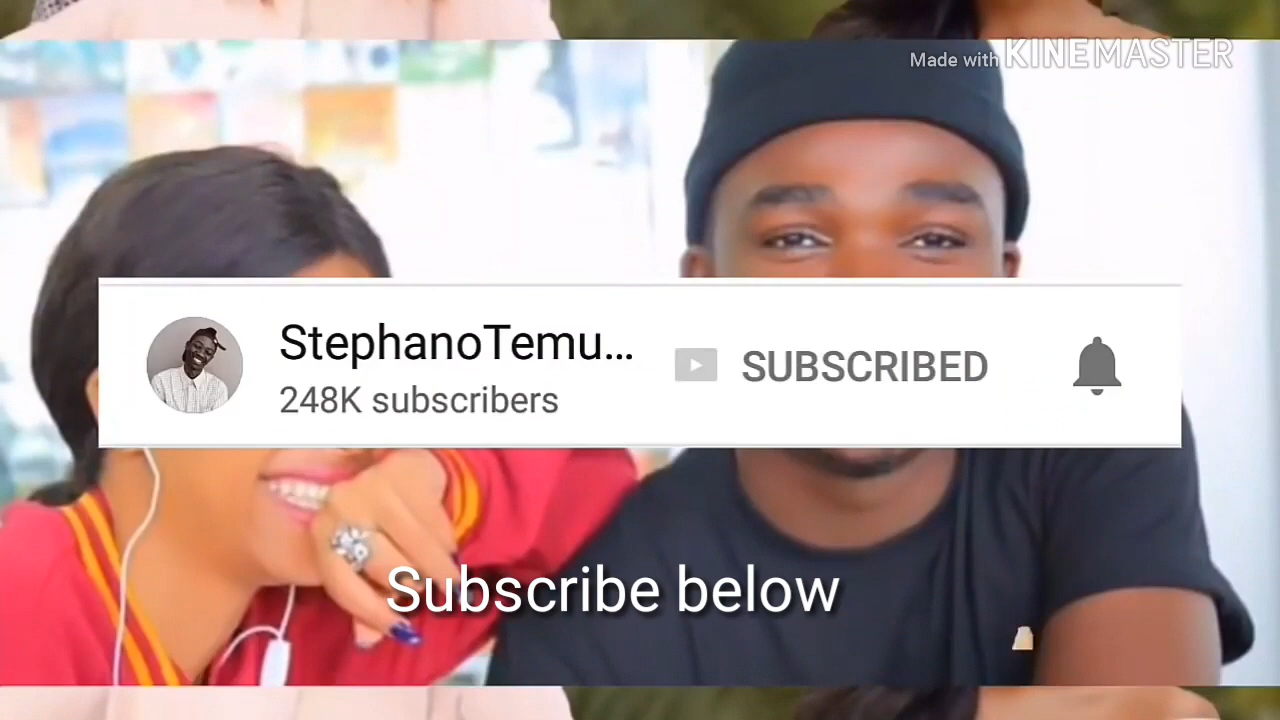 Made with KINEMASTER
StephanoTemu...
248K subscribers
SUBSCRIBED
Subscribe below